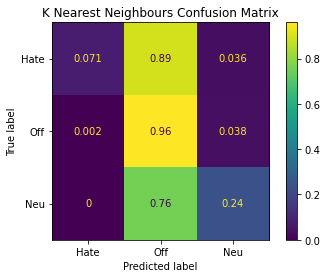 K Nearest Neighbours Confusion Matrix
Hate 0.071 0.89 0.036
Off 0.002 0.96 0.038
Neu 0 0.76 0.24
Hate Off Neu
Predicted label
True label
0.8
0.6
0.4
0.2
0.0